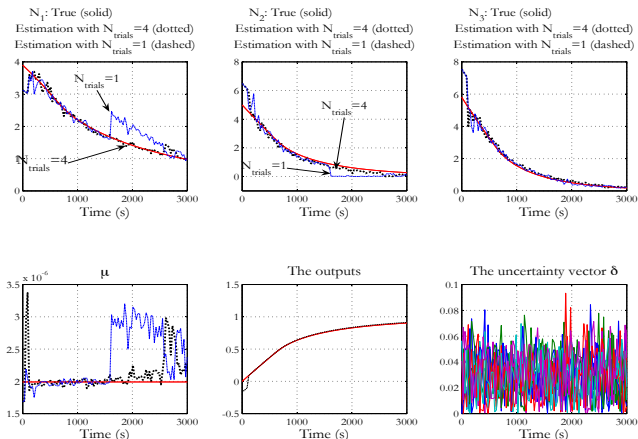 N1: True (solid)
Estimation with Ntrials=4 (dotted)
Estimation with Ntrials=1 (dashed)
N2: True (solid)
Estimation with Ntrials=4 (dotted)
Estimation with Ntrials=1 (dashed)
N3: True (solid)
Estimation with Ntrials=4 (dotted)
Estimation with Ntrials=1 (dashed)
4
3
2
1
0
Ntrials=1
Ntrials=4
0 1000 2000 3000
Time (s)
8
6
4
2
0
Ntrials=4
Ntrials=1
0 1000 2000 3000
Time (s)
8
6
4
2
0
0 1000 2000 3000
Time (s)
x 10-6
μ
3.5
3
2.5
2
1.5
0 1000 2000 3000
Time (s)
The outputs
1.5
1
0.5
0
-0.5
0 1000 2000 3000
Time (s)
The uncertainty vector δ
0.1
0.08
0.06
0.04
0.02
0
0 1000 2000 3000
Time (s)